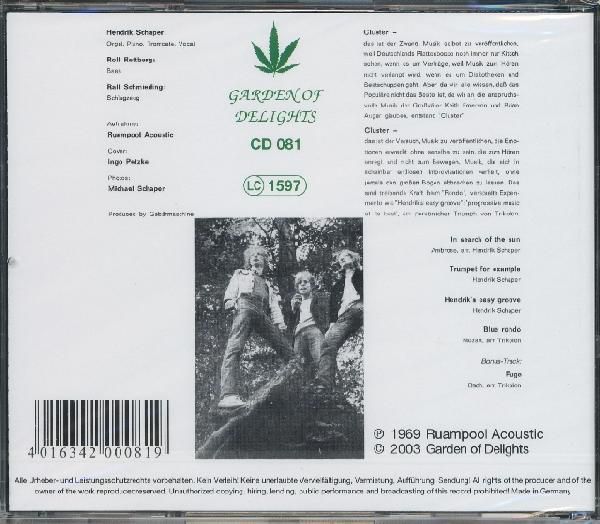 Hendrik Schaper
Orgel, Piano, Trompete, Vocal
Rolf Rettberg:
Bass
Ralf Schmieding:
Schlagzeug
Aufnahme:
Ruampool Acoustic
Cover:
Ingo Petzke
Photos:
Michael Schaper
Produced by Gebärmaschine
GARDEN OF
DELIGHTS
CD 081
LC 1597
Cluster –
das ist der Zwang, Musik selbst zu veröffentlichen,
weil Deutschlands Plattenbosse noch immer nur Kitsch
sehen, wenn es um Verträge, weil Musik zum Hören
nicht verlangt wird, wenn es um Diskotheken und
Beatschuppen geht. Aber da wir alle wissen, daß das
Populäre nicht das Beste ist, da wir an die anspruchs-
volle Musik der Großväter Keith Emerson und Brian
Auger glauben, entstand "Cluster"
Cluster –
das ist der Versuch, Musik zu veröffentlichen, die Emo-
tionen erweckt ohne seriöse zu sein, die zum Hören
anregt und nicht zum Bewegen. Musik, die sich in
scheinbar endlosen Improvisationen verliert, ohne
jemals den großen Bogen abbrechen zu lassen. Das
sind treibende Kraft beim "Rondo", verspielte Experi-
mente wie "Hendriks easy groove": "progressive music
at its best", ein
Triumph von Trikolon.
In search of the sun
Ambrose, arr. Hendrik Schaper
Trumpet for example
Hendrik Schaper
Hendrik's easy groove
Hendrik Schaper
Blue rondo
Mozart, arr. Trikolon
Bonus-Track:
Fuge
Bach, arr. Trikolon
4 016342 000819
℗ 1969 Ruampool Acoustic
© 2003 Garden of Delights
Alle Urheber- und Leistungsschutzrechte vorbehalten. Kein Verleih! Keine unerlaubte Vervielfältigung, Vermietung, Aufführung, Sendung! All rights of the producer and of the
owner of the work reproduced reserved. Unauthorized copying, hiring, lending, public performance and broadcasting of this record prohibited! Made in Germany